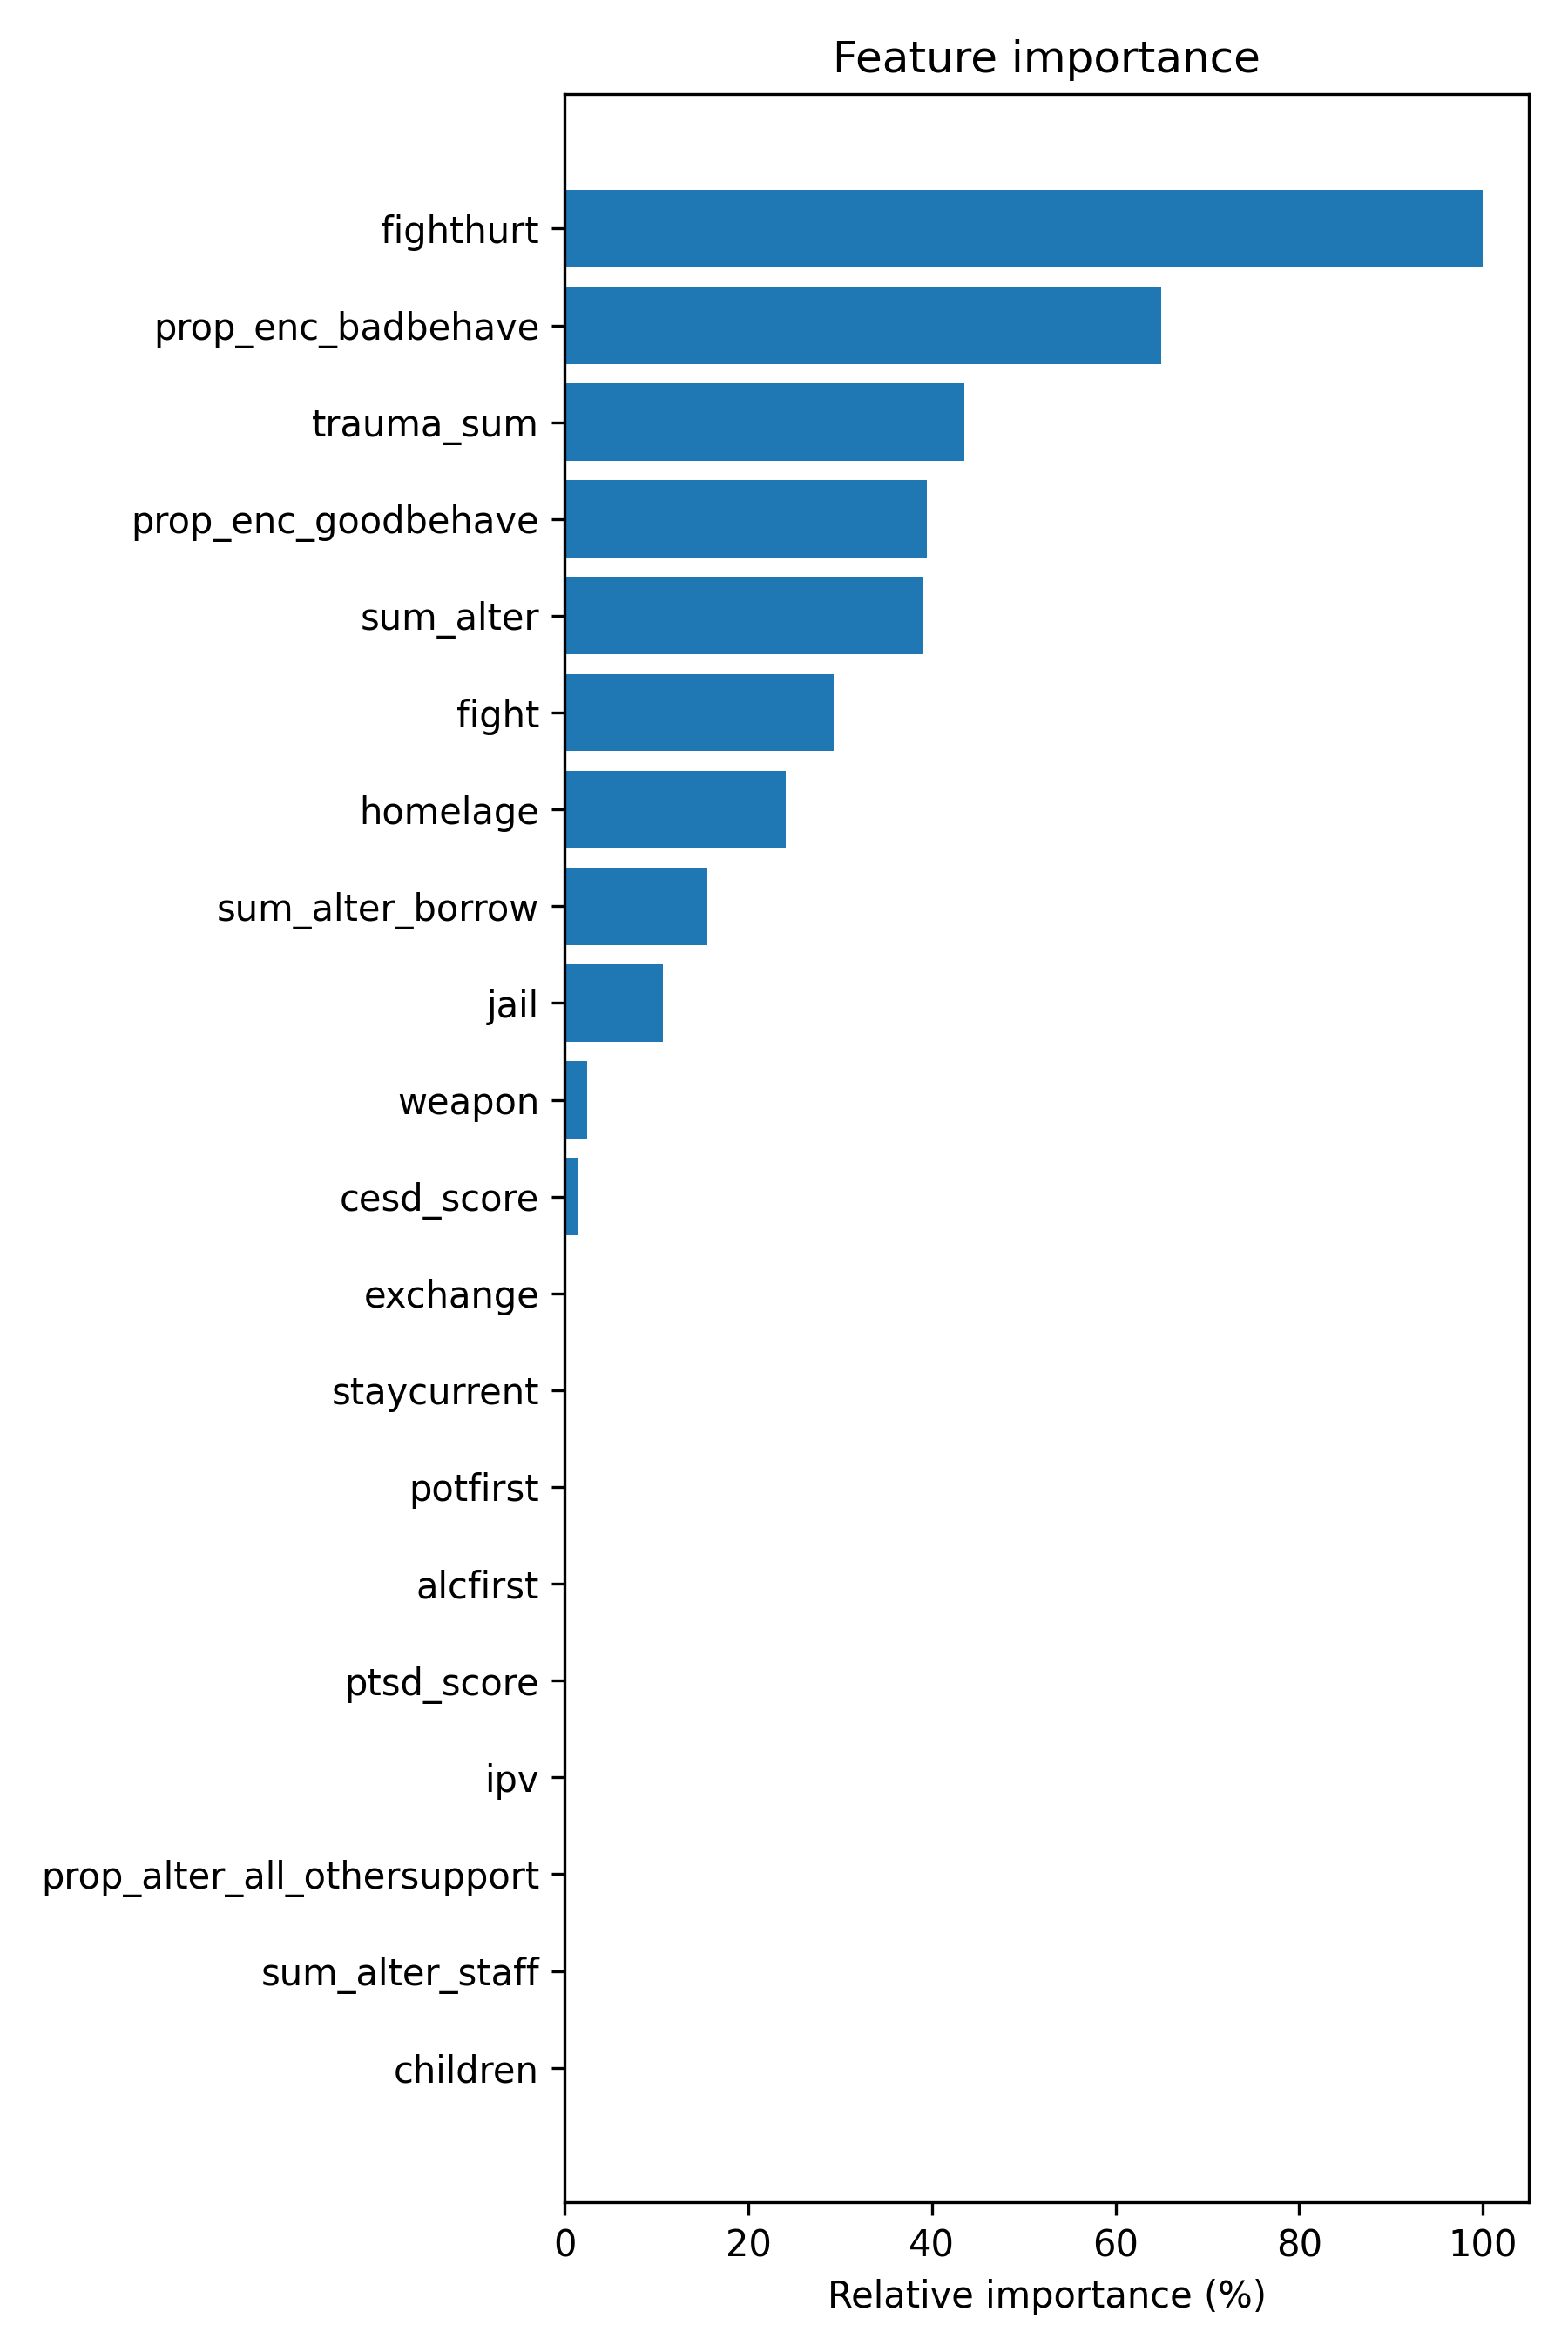 Feature importance
fighthurt
prop_enc_badbehave
trauma_sum
prop_enc_goodbehave
sum_alter
fight
homelage
sum_alter_borrow
jail
weapon
cesd_score
exchange
staycurrent
potfirst
alcfirst
ptsd_score
ipv
prop_alter_all_othersupport
sum_alter_staff
children
0 20 40 60 80 100
Relative importance (%)